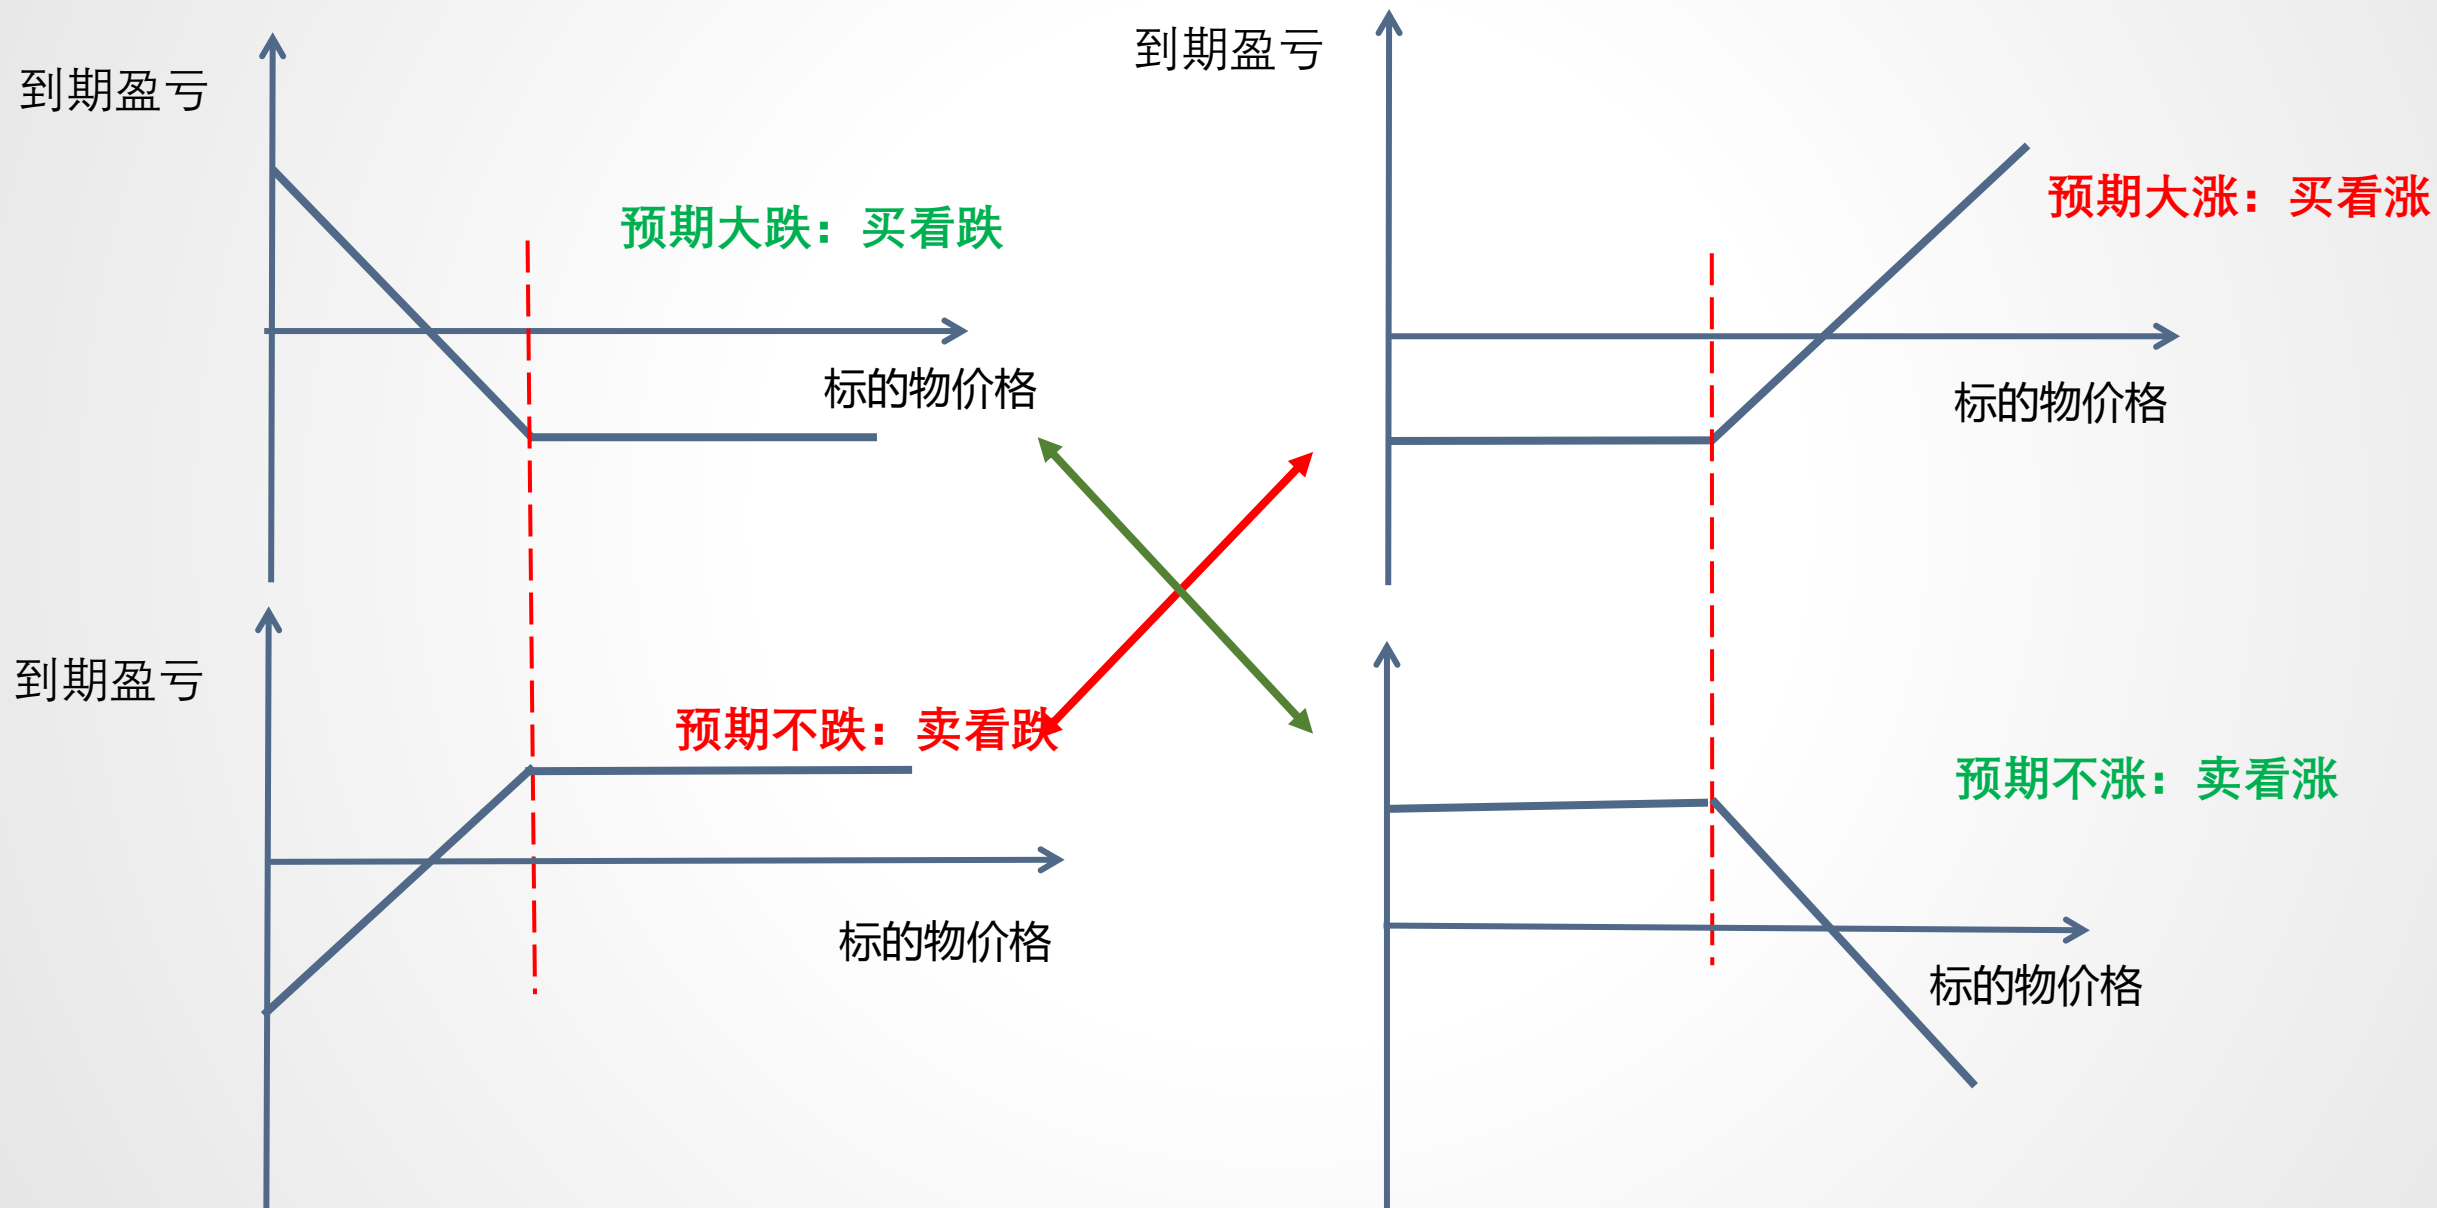 到期盈亏
预期大跌：买看跌
标的物价格
到期盈亏
预期大涨：买看涨
标的物价格
到期盈亏
预期不跌：卖看跌
标的物价格
预期不涨：卖看涨
标的物价格